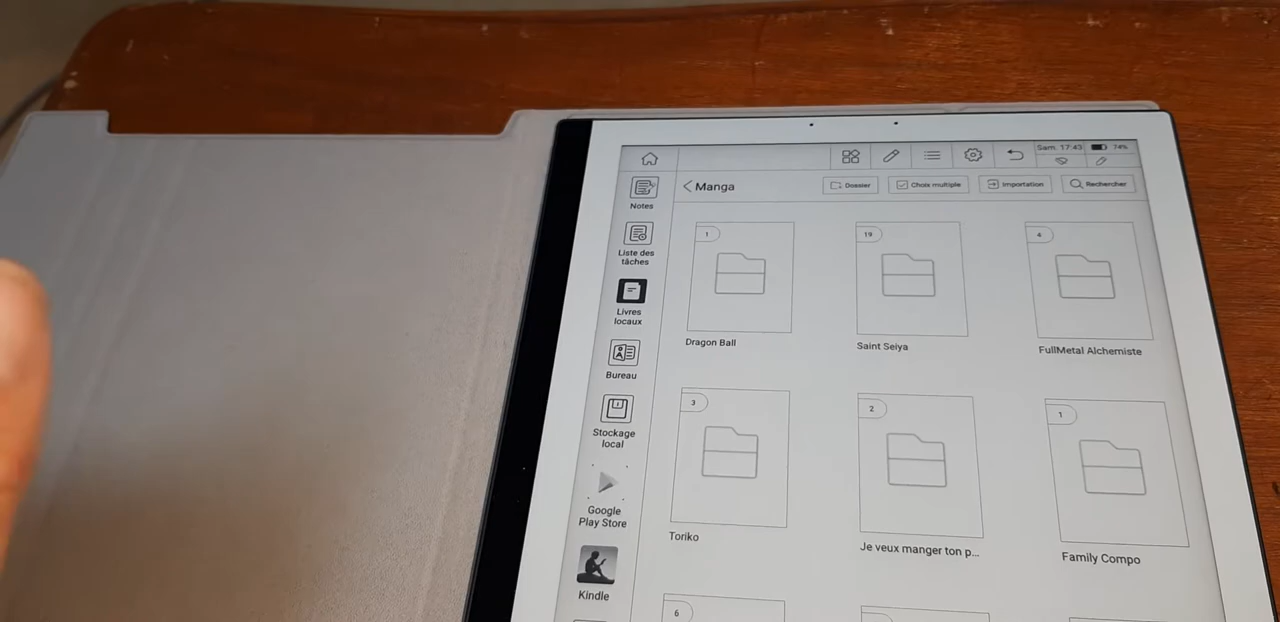 Sam. 17:43 74%
Manga
Dossier
Choix multiple
Importation
Rechercher
Notes
Liste des
tâches
Livres
locaux
Bureau
Stockage
local
Google
Play Store
Kindle
1
Dragon Ball
19
Saint Seiya
4
FullMetal Alchemiste
3
Toriko
2
Je veux manger ton p...
1
Family Compo
6